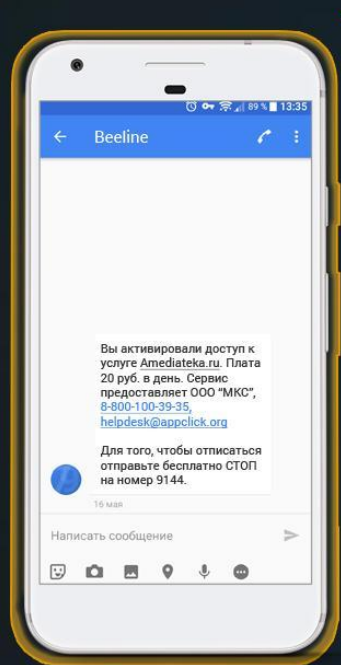 89 % 13:35
Beeline
Вы активировали доступ к
услуге Amediateka.ru. Плата
20 руб. в день. Сервис
предоставляет ООО "МКС",
8-800-100-39-35,
helpdesk@appclick.org
Для того, чтобы отписаться
отправьте бесплатно СТОП
на номер 9144.
16 мая
Написать сообщение